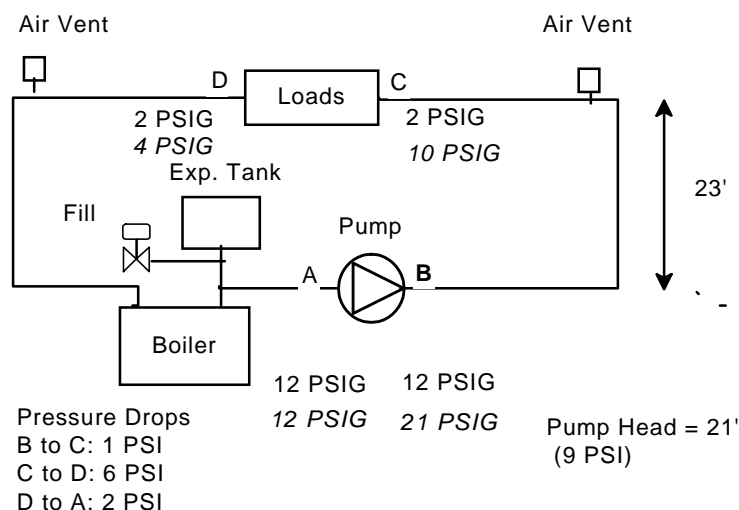 Air Vent
Air Vent
D
C
Loads
2 PSIG
4 PSIG
2 PSIG
10 PSIG
Exp. Tank
23'
Fill
Pump
A
B
Boiler
12 PSIG
12 PSIG
12 PSIG
21 PSIG
Pressure Drops
B to C: 1 PSI
C to D: 6 PSI
D to A: 2 PSI
Pump Head = 21'
(9 PSI)